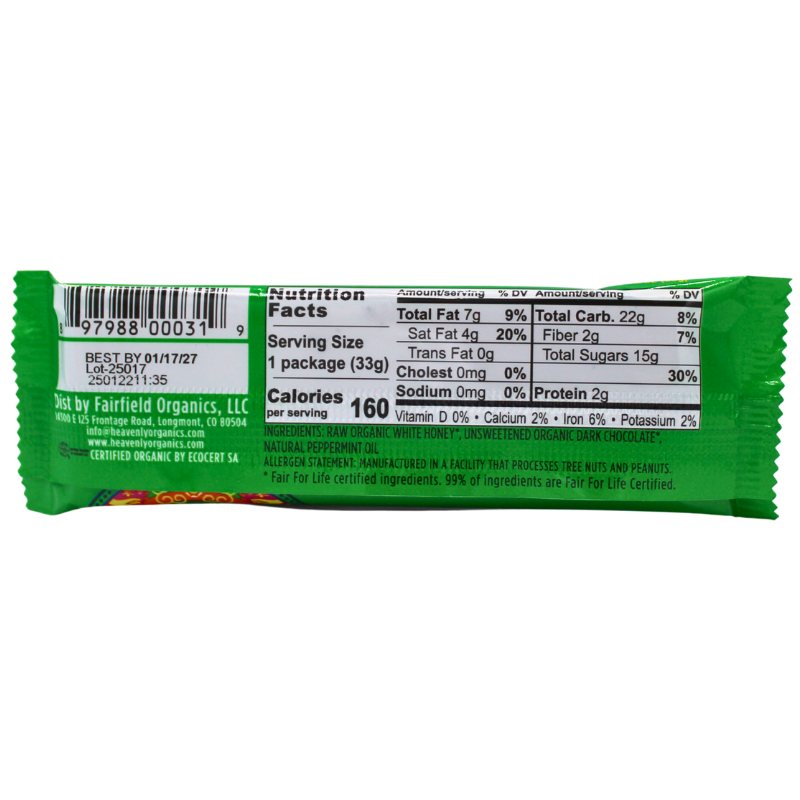 8 97988 00031 9
BEST BY 01/17/27
Lot-25017
25012211:35
Dist by Fairfield Organics, LLC
14300 E 125 Frontage Road, Longmont, CO 80504
info@heavenlyorganics.com
www.heavenlyorganics.com
CERTIFIED ORGANIC BY ECOCERT SA
Nutrition
Facts
Serving Size
1 package (33g)
Calories 160
per serving
Amount/serving % DV
Total Fat 7g 9%
Sat Fat 4g 20%
Trans Fat 0g
Cholest 0mg 0%
Sodium 0mg 0%
Amount/serving % DV
Total Carb. 22g 8%
Fiber 2g 7%
Total Sugars 15g
30%
Protein 2g
Vitamin D 0% • Calcium 2% • Iron 6% • Potassium 2%
INGREDIENTS: RAW ORGANIC WHITE HONEY*, UNSWEETENED ORGANIC DARK CHOCOLATE*,
NATURAL PEPPERMINT OIL
ALLERGEN STATEMENT: MANUFACTURED IN A FACILITY THAT PROCESSES TREE NUTS AND PEANUTS.
* Fair For Life certified ingredients. 99% of ingredients are Fair For Life Certified.